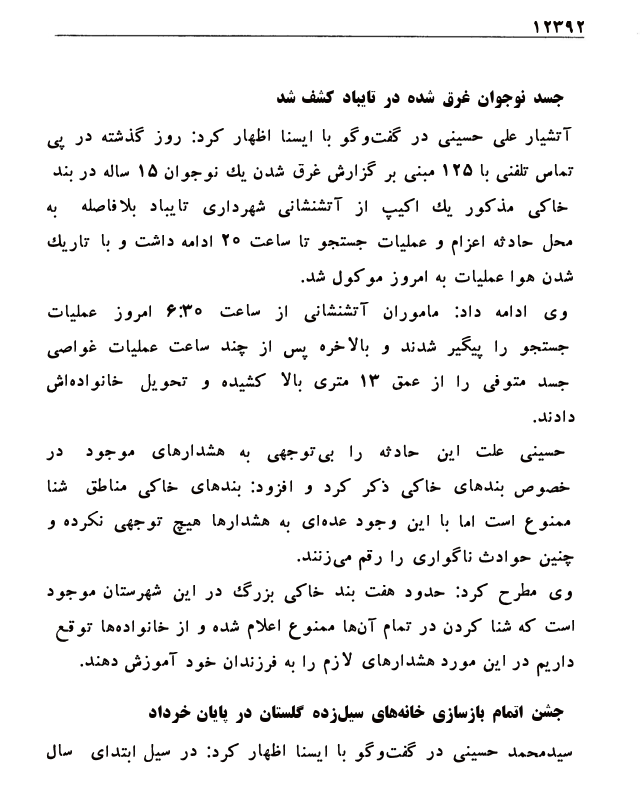 ۱۲۳۹۲
جسد نوجوان غرق شده در تایباد کشف شد
آتشیار علی حسینی در گفت‌وگو با ایسنا اظهار کرد: روز گذشته در پی
تماس تلفنی با ۱۲۵ مبنی بر گزارش غرق شدن یك نوجوان ۱۵ ساله در بند
خاکی مذکور یك اکیپ از آتشنشانی شهرداری تایباد بلافاصله به
محل حادثه اعزام و عملیات جستجو تا ساعت ۲۰ ادامه داشت و با تاریك
شدن هوا عملیات به امروز موکول شد.
وی ادامه داد: ماموران آتشنشانی از ساعت ۶:۳۰ امروز عملیات
جستجو را پیگیر شدند و بالاخره پس از چند ساعت عملیات غواصی
جسد متوفی را از عمق ۱۳ متری بالا کشیده و تحویل خانواده‌اش
دادند.
حسینی علت این حادثه را بی‌توجهی به هشدارهای موجود در
خصوص بندهای خاکی ذکر کرد و افزود: بندهای خاکی مناطق شنا
ممنوع است اما با این وجود عده‌ای به هشدارها هیچ توجهی نکرده و
چنین حوادث ناگواری را رقم می‌زنند.
وی مطرح کرد: حدود هفت بند خاکی بزرگ در این شهرستان موجود
است که شنا کردن در تمام آن‌ها ممنوع اعلام شده و از خانواده‌ها توقع
داریم در این مورد هشدارهای لازم را به فرزندان خود آموزش دهند.
جشن اتمام بازسازی خانه‌های سیل‌زده گلستان در پایان خرداد
سیدمحمد حسینی در گفت‌وگو با ایسنا اظهار کرد: در سیل ابتدای سال